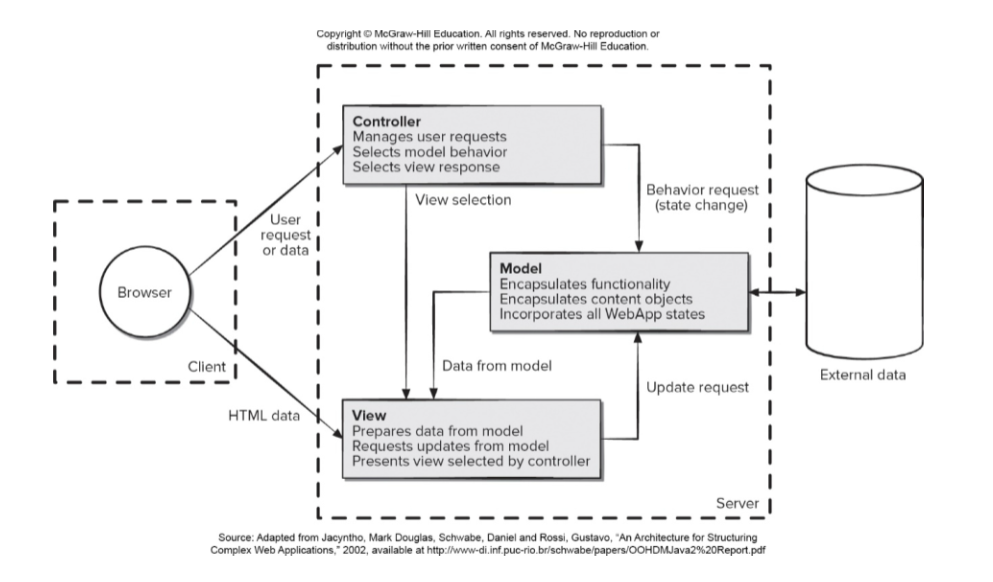 Copyright © McGraw-Hill Education. All rights reserved. No reproduction or
distribution without the prior written consent of McGraw-Hill Education.
Controller
Manages user requests
Selects model behavior
Selects view response
View selection
Behavior request
(state change)
User
request
or data
Browser
Client
Model
Encapsulates functionality
Encapsulates content objects
Incorporates all WebApp states
External data
Data from model
Update request
HTML data
View
Prepares data from model
Requests updates from model
Presents view selected by controller
Server
Source: Adapted from Jacyntho, Mark Douglas, Schwabe, Daniel and Rossi, Gustavo, "An Architecture for Structuring
Complex Web Applications," 2002, available at http://www-di.inf.puc-rio.br/schwabe/papers/OOHDMJava2%20Report.pdf